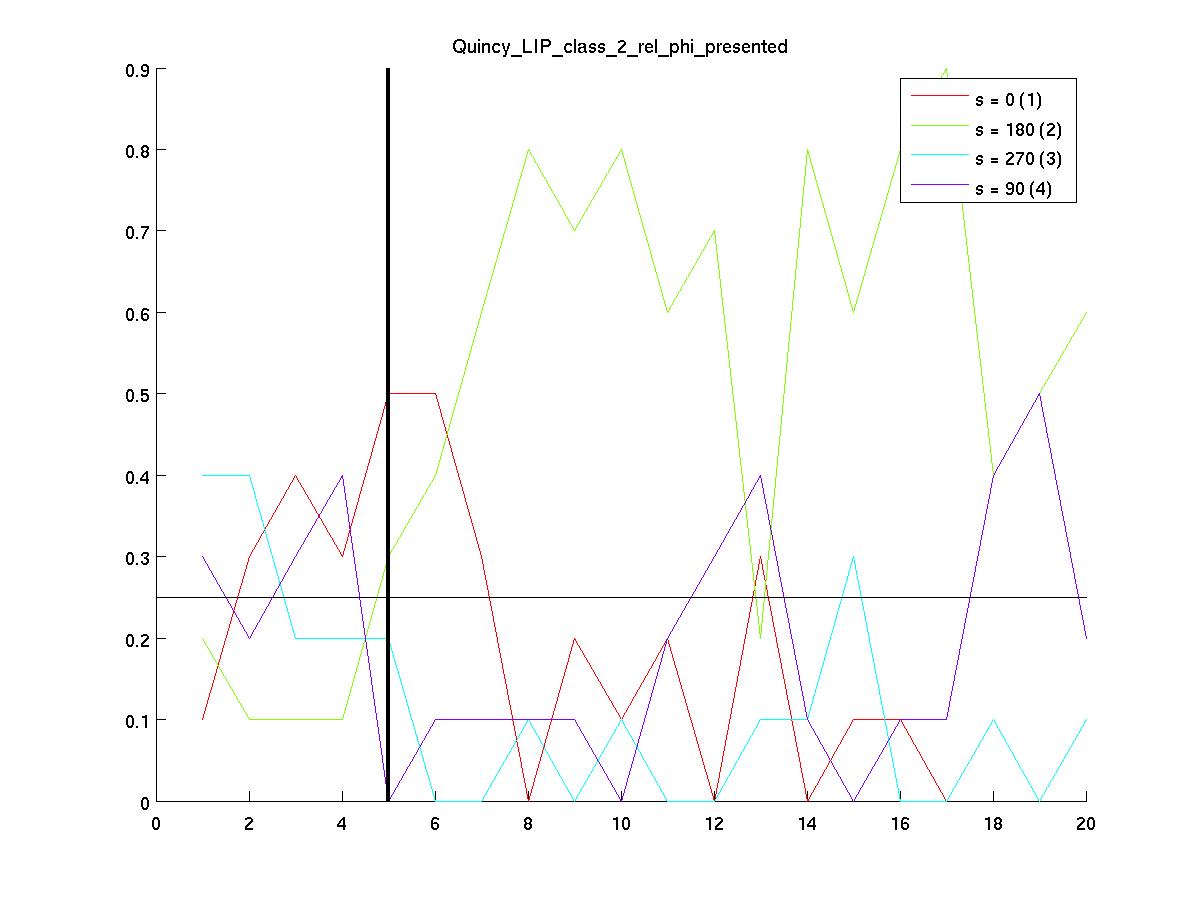 Quincy_LIP_class_2_rel_phi_presented
s = 0 (1)
s = 180 (2)
s = 270 (3)
s = 90 (4)
0.9
0.8
0.7
0.6
0.5
0.4
0.3
0.2
0.1
0
0 2 4 6 8 10 12 14 16 18 20